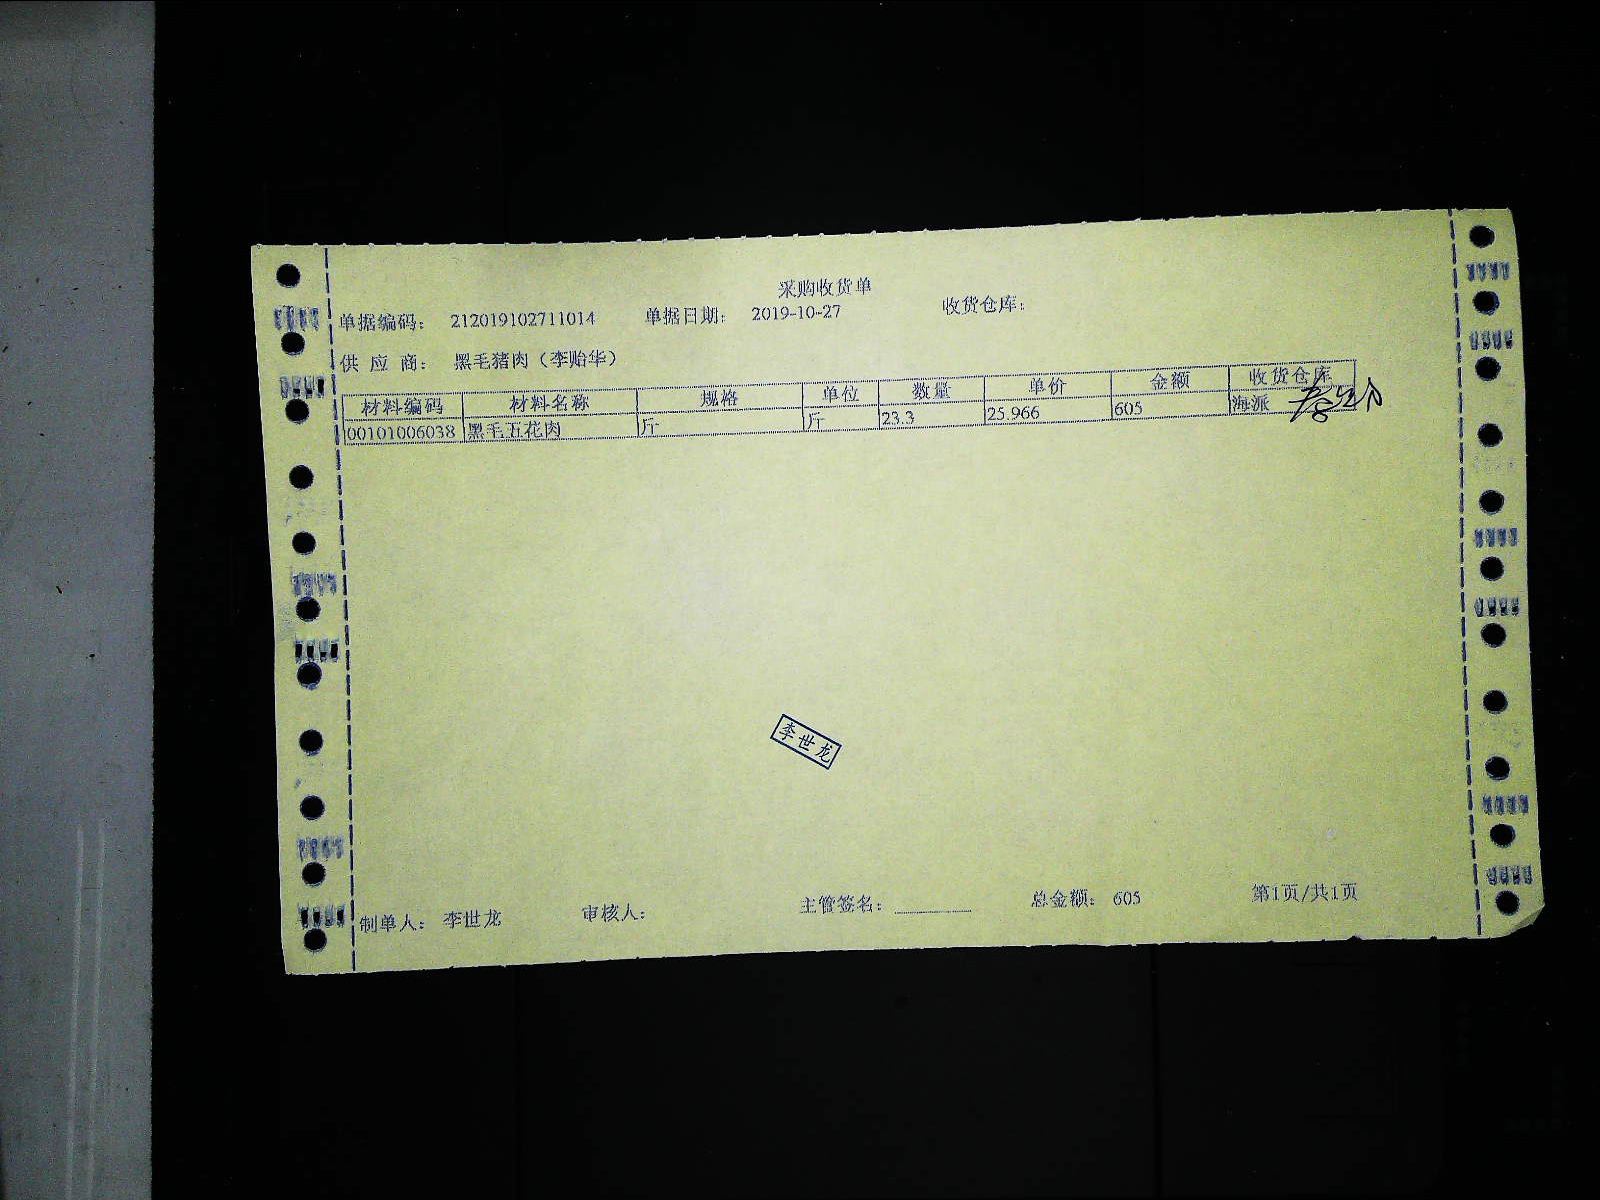 采购收货单
单据编码： 212019102711014 单据日期： 2019-10-27 收货仓库：
供 应 商： 黑毛猪肉（李贻华）
材料编码 材料名称 规格 单位 数量 单价 金额 收货仓库
00101006038 黑毛五花肉 斤 斤 23.3 25.966 605 海派
李世龙
制单人： 李世龙 审核人： 主管签名： 总金额： 605 第1页/共1页